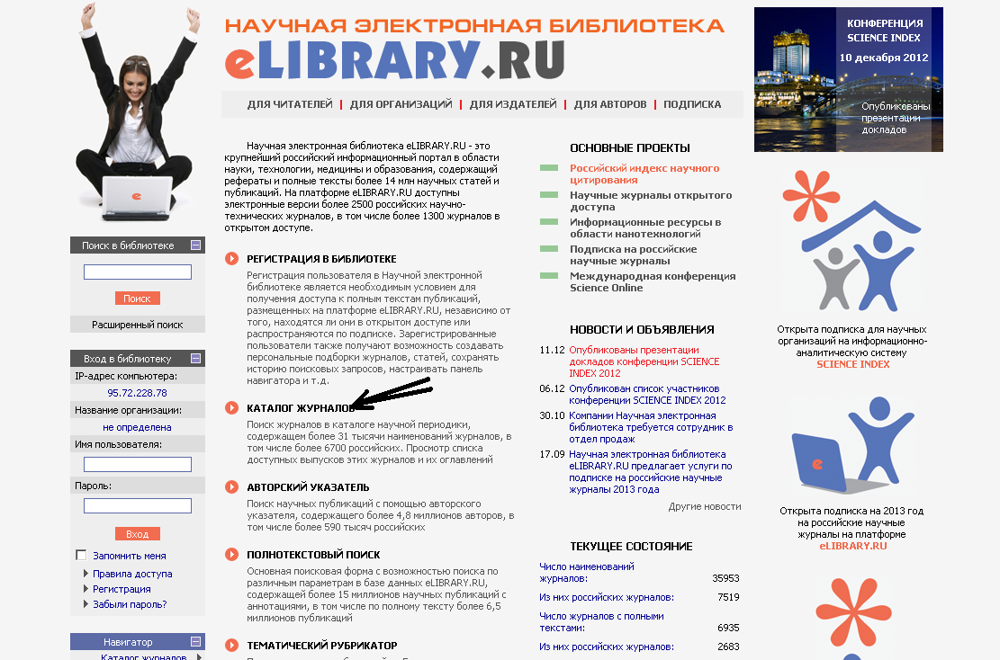 НАУЧНАЯ ЭЛЕКТРОННАЯ БИБЛИОТЕКА
eLIBRARY.RU
ДЛЯ ЧИТАТЕЛЕЙ | ДЛЯ ОРГАНИЗАЦИЙ | ДЛЯ ИЗДАТЕЛЕЙ | ДЛЯ АВТОРОВ | ПОДПИСКА
КОНФЕРЕНЦИЯ
SCIENCE INDEX
10 декабря 2012
Опубликованы
презентации
докладов
e
Поиск в библиотеке
Поиск
Расширенный поиск
Вход в библиотеку
IP-адрес компьютера:
95.72.228.78
Название организации:
не определена
Имя пользователя:
Пароль:
Вход
Запомнить меня
Правила доступа
Регистрация
Забыли пароль?
Навигатор
Каталог журналов
Научная электронная библиотека eLIBRARY.RU - это
крупнейший российский информационный портал в области
науки, технологии, медицины и образования, содержащий
рефераты и полные тексты более 14 млн научных статей и
публикаций. На платформе eLIBRARY.RU доступны
электронные версии более 2500 российских научно-
технических журналов, в том числе более 1300 журналов в
открытом доступе.
РЕГИСТРАЦИЯ В БИБЛИОТЕКЕ
Регистрация пользователя в Научной электронной
библиотеке является необходимым условием для
получения доступа к полным текстам публикаций,
размещенных на платформе eLIBRARY.RU, независимо от
того, находятся ли они в открытом доступе или
распространяются по подписке. Зарегистрированные
пользователи также получают возможность создавать
персональные подборки журналов, статей, сохранять
историю поисковых запросов, настраивать панель
навигатора и т.д.
КАТАЛОГ ЖУРНАЛОВ
Поиск журналов в каталоге научной периодики,
содержащем более 31 тысячи наименований журналов, в
том числе более 6700 российских. Просмотр списка
доступных выпусков этих журналов и их оглавлений
АВТОРСКИЙ УКАЗАТЕЛЬ
Поиск научных публикаций с помощью авторского
указателя, содержащего более 4,8 миллионов авторов, в
том числе более 590 тысяч российских
ПОЛНОТЕКСТОВЫЙ ПОИСК
Основная поисковая форма с возможностью поиска по
различным параметрам в базе данных eLIBRARY.RU,
содержащей более 15 миллионов научных публикаций с
аннотациями, в том числе по полному тексту более 6,5
миллионов публикаций
ТЕМАТИЧЕСКИЙ РУБРИКАТОР
ОСНОВНЫЕ ПРОЕКТЫ
Российский индекс научного
цитирования
Научные журналы открытого
доступа
Информационные ресурсы в
области нанотехнологий
Подписка на российские
научные журналы
Международная конференция
Science Online
НОВОСТИ И ОБЪЯВЛЕНИЯ
11.12 Опубликованы презентации
докладов конференции SCIENCE
INDEX 2012
06.12 Опубликован список участников
конференции SCIENCE INDEX 2012
30.10 Компании Научная электронная
библиотека требуется сотрудник в
отдел продаж
17.09 Научная электронная библиотека
eLIBRARY.RU предлагает услуги по
подписке на российские научные
журналы 2013 года
Другие новости
ТЕКУЩЕЕ СОСТОЯНИЕ
Число наименований
журналов: 35953
Из них российских журналов: 7519
Число журналов с полными
текстами: 6935
Из них российских журналов: 2683
Открыта подписка для научных
организаций на информационно-
аналитическую систему
SCIENCE INDEX
e
Открыта подписка на 2013 год
на российские научные
журналы на платформе
eLIBRARY.RU